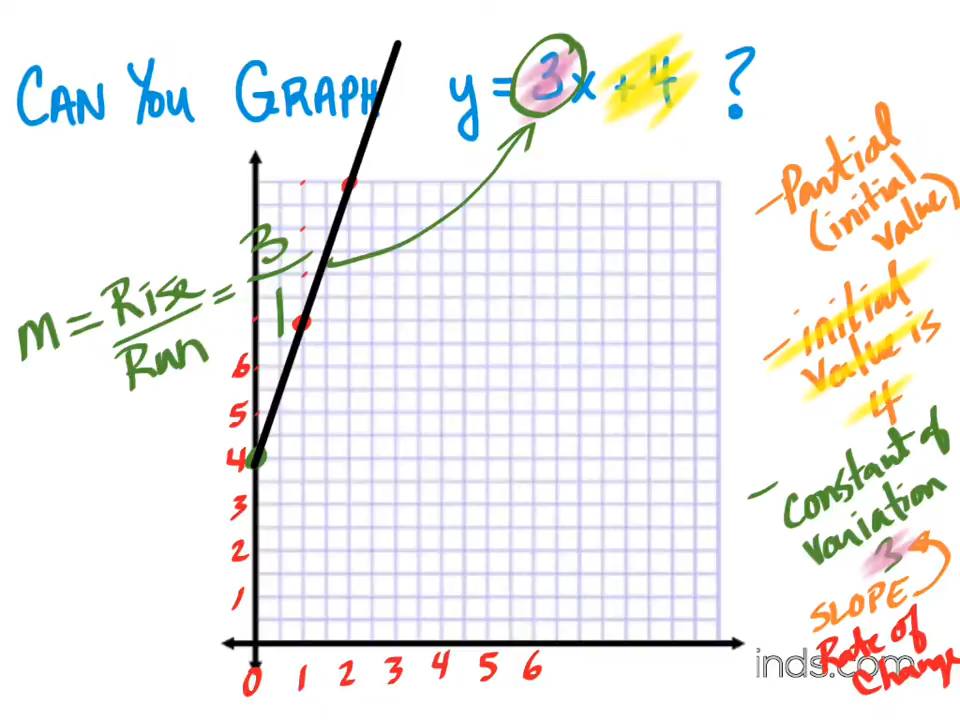 CAN YOU GRAPH y = 3x + 4 ?
- Partial
(initial
value)
- initial
value is
4
- constant of
variation
3
SLOPE
Rate of
Change
m = Rise/Run = 3/1
6
5
4
3
2
1
0 1 2 3 4 5 6
inds.com